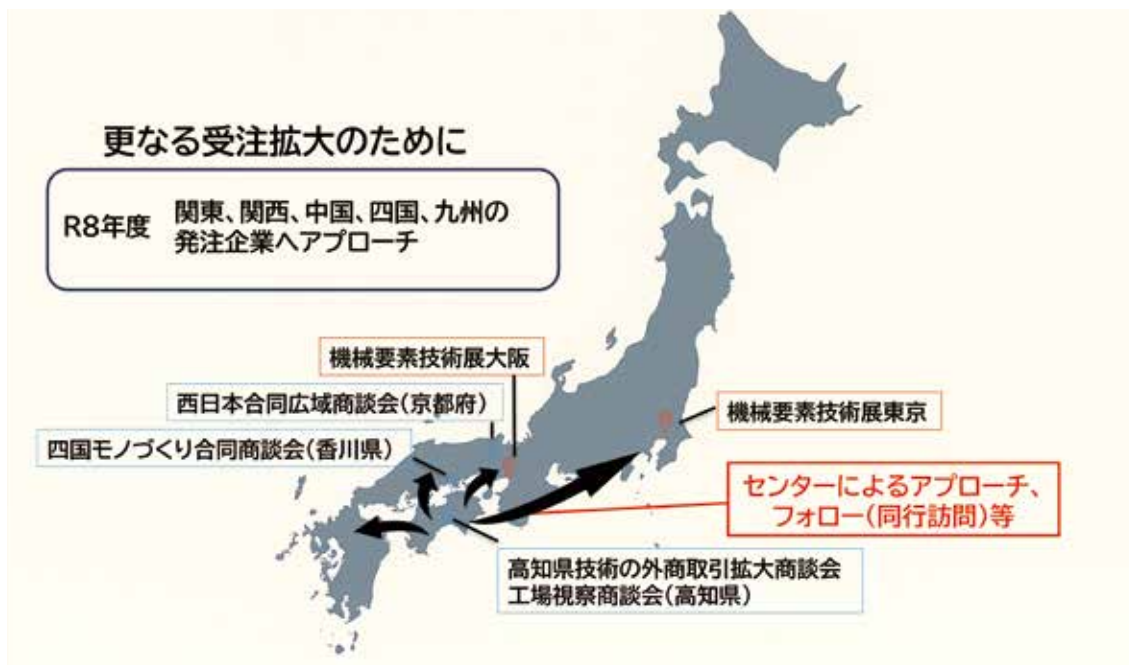 更なる受注拡大のために
R8年度 関東、関西、中国、四国、九州の
発注企業へアプローチ
機械要素技術展大阪
西日本合同広域商談会(京都府)
四国モノづくり合同商談会(香川県)
機械要素技術展東京
センターによるアプローチ、
フォロー(同行訪問)等
高知県技術の外商取引拡大商談会
工場視察商談会(高知県)